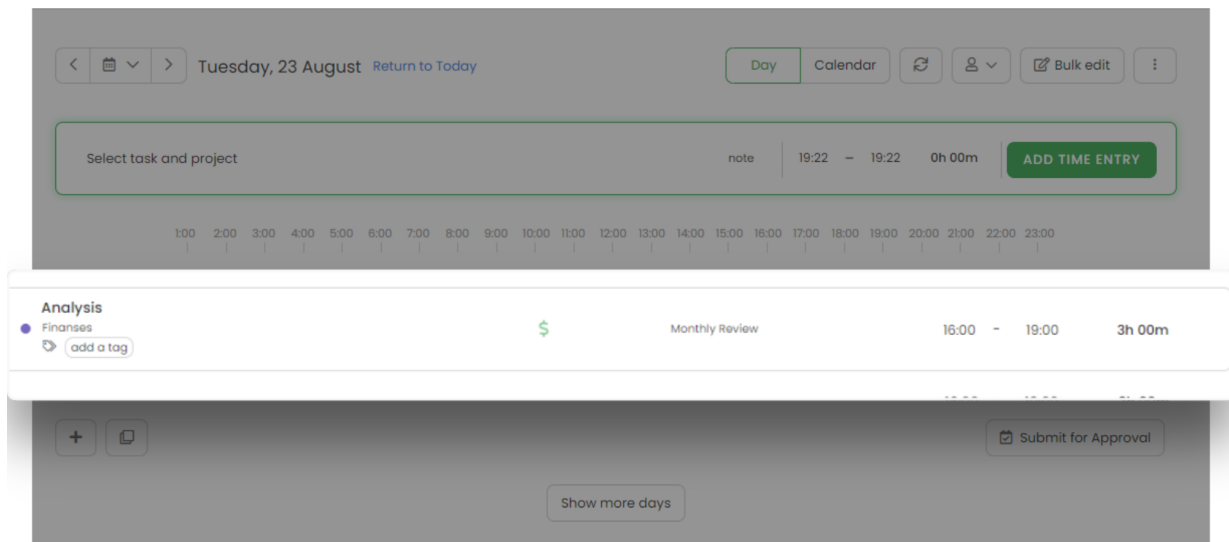 Tuesday, 23 August Return to Today Day Calendar Bulk edit
Select task and project note 19:22 – 19:22 0h 00m ADD TIME ENTRY
1:00 2:00 3:00 4:00 5:00 6:00 7:00 8:00 9:00 10:00 11:00 12:00 13:00 14:00 15:00 16:00 17:00 18:00 19:00 20:00 21:00 22:00 23:00
Analysis
Finanses $ Monthly Review 16:00 - 19:00 3h 00m
add a tag
Submit for Approval
Show more days